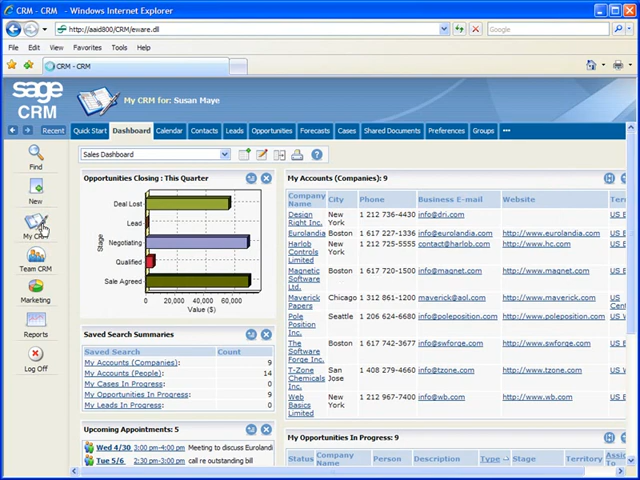 CRM - CRM - Windows Internet Explorer
http://aaid800/CRM/eware.dll
Google
File Edit View Favorites Tools Help
CRM - CRM
sage
CRM
My CRM for: Susan Maye
Recent
Quick Start Dashboard Calendar Contacts Leads Opportunities Forecasts Cases Shared Documents Preferences Groups
Find
New
My CRM
Team CRM
Marketing
Reports
Log Off
Sales Dashboard
Opportunities Closing : This Quarter
Stage
Deal Lost
Lead
Negotiating
Qualified
Sale Agreed
0 20,000 40,000 60,000
Value ($)
Saved Search Summaries
Saved Search Count
My Accounts (Companies): 9
My Accounts (People): 14
My Cases In Progress: 0
My Opportunities In Progress: 9
My Leads In Progress: 0
Upcoming Appointments: 5
Wed 4/30 3:00 pm-4:00 pm Meeting to discuss Eurolandi
Tue 5/6 2:30 pm-3:00 pm call re outstanding bill
My Accounts (Companies): 9
Company Name City Phone Business E-mail Website Terr
Design Right Inc. New York 1 212 736-4430 info@dri.com US E
Eurolandia Boston 1 617 227-1336 info@eurolandia.com http://www.eurolandia.com US E
Harlob Controls Limited New York 1 212 725-5555 contact@harlob.com http://www.hc.com US E
Magnetic Software Ltd. Boston 1 617 720-1500 info@magnet.com http://www.magnet.com US E
Maverick Papers Chicago 1 312 861-1200 maverick@aol.com http://www.maverick.com US Cent
Pole Position Inc. Seattle 1 206 624-6680 info@poleposition.com http://www.poleposition.com US W
The Software Forge Inc. Boston 1 617 742-3677 info@swforge.com http://www.swforge.com US E
T-Zone Chemicals Inc. San Jose 1 408 279-4660 info@tzone.com http://www.tzone.com US W
Web Basics Limited New York 1 212 967-7400 info@wb.com http://www.wb.com US E
My Opportunities In Progress: 9
Status Company Name Person Description Type Stage Territory Assig To